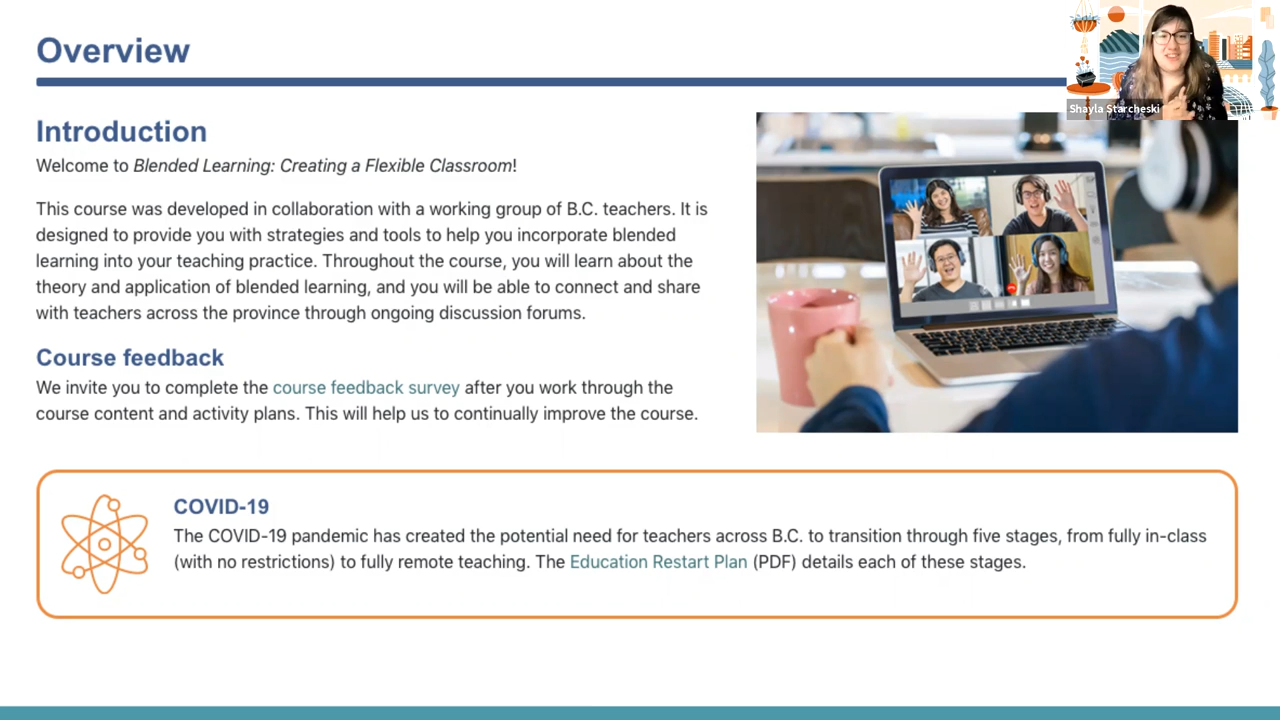 Overview
Shayla Starcheski
Introduction
Welcome to Blended Learning: Creating a Flexible Classroom!
This course was developed in collaboration with a working group of B.C. teachers. It is
designed to provide you with strategies and tools to help you incorporate blended
learning into your teaching practice. Throughout the course, you will learn about the
theory and application of blended learning, and you will be able to connect and share
with teachers across the province through ongoing discussion forums.
Course feedback
We invite you to complete the course feedback survey after you work through the
course content and activity plans. This will help us to continually improve the course.
COVID-19
The COVID-19 pandemic has created the potential need for teachers across B.C. to transition through five stages, from fully in-class
(with no restrictions) to fully remote teaching. The Education Restart Plan (PDF) details each of these stages.